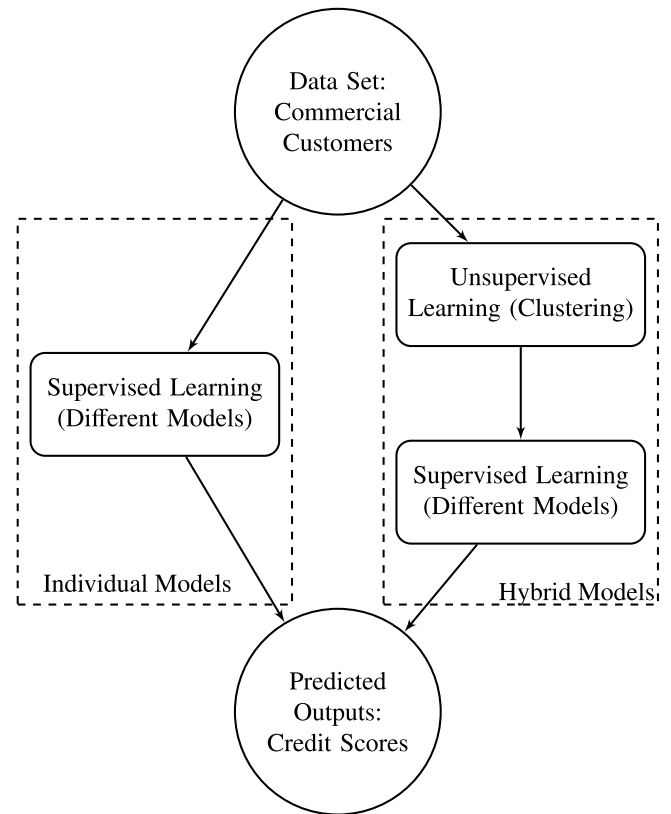 Data Set:
Commercial
Customers
Supervised Learning
(Different Models)
Individual Models
Unsupervised
Learning (Clustering)
Supervised Learning
(Different Models)
Hybrid Models
Predicted
Outputs:
Credit Scores